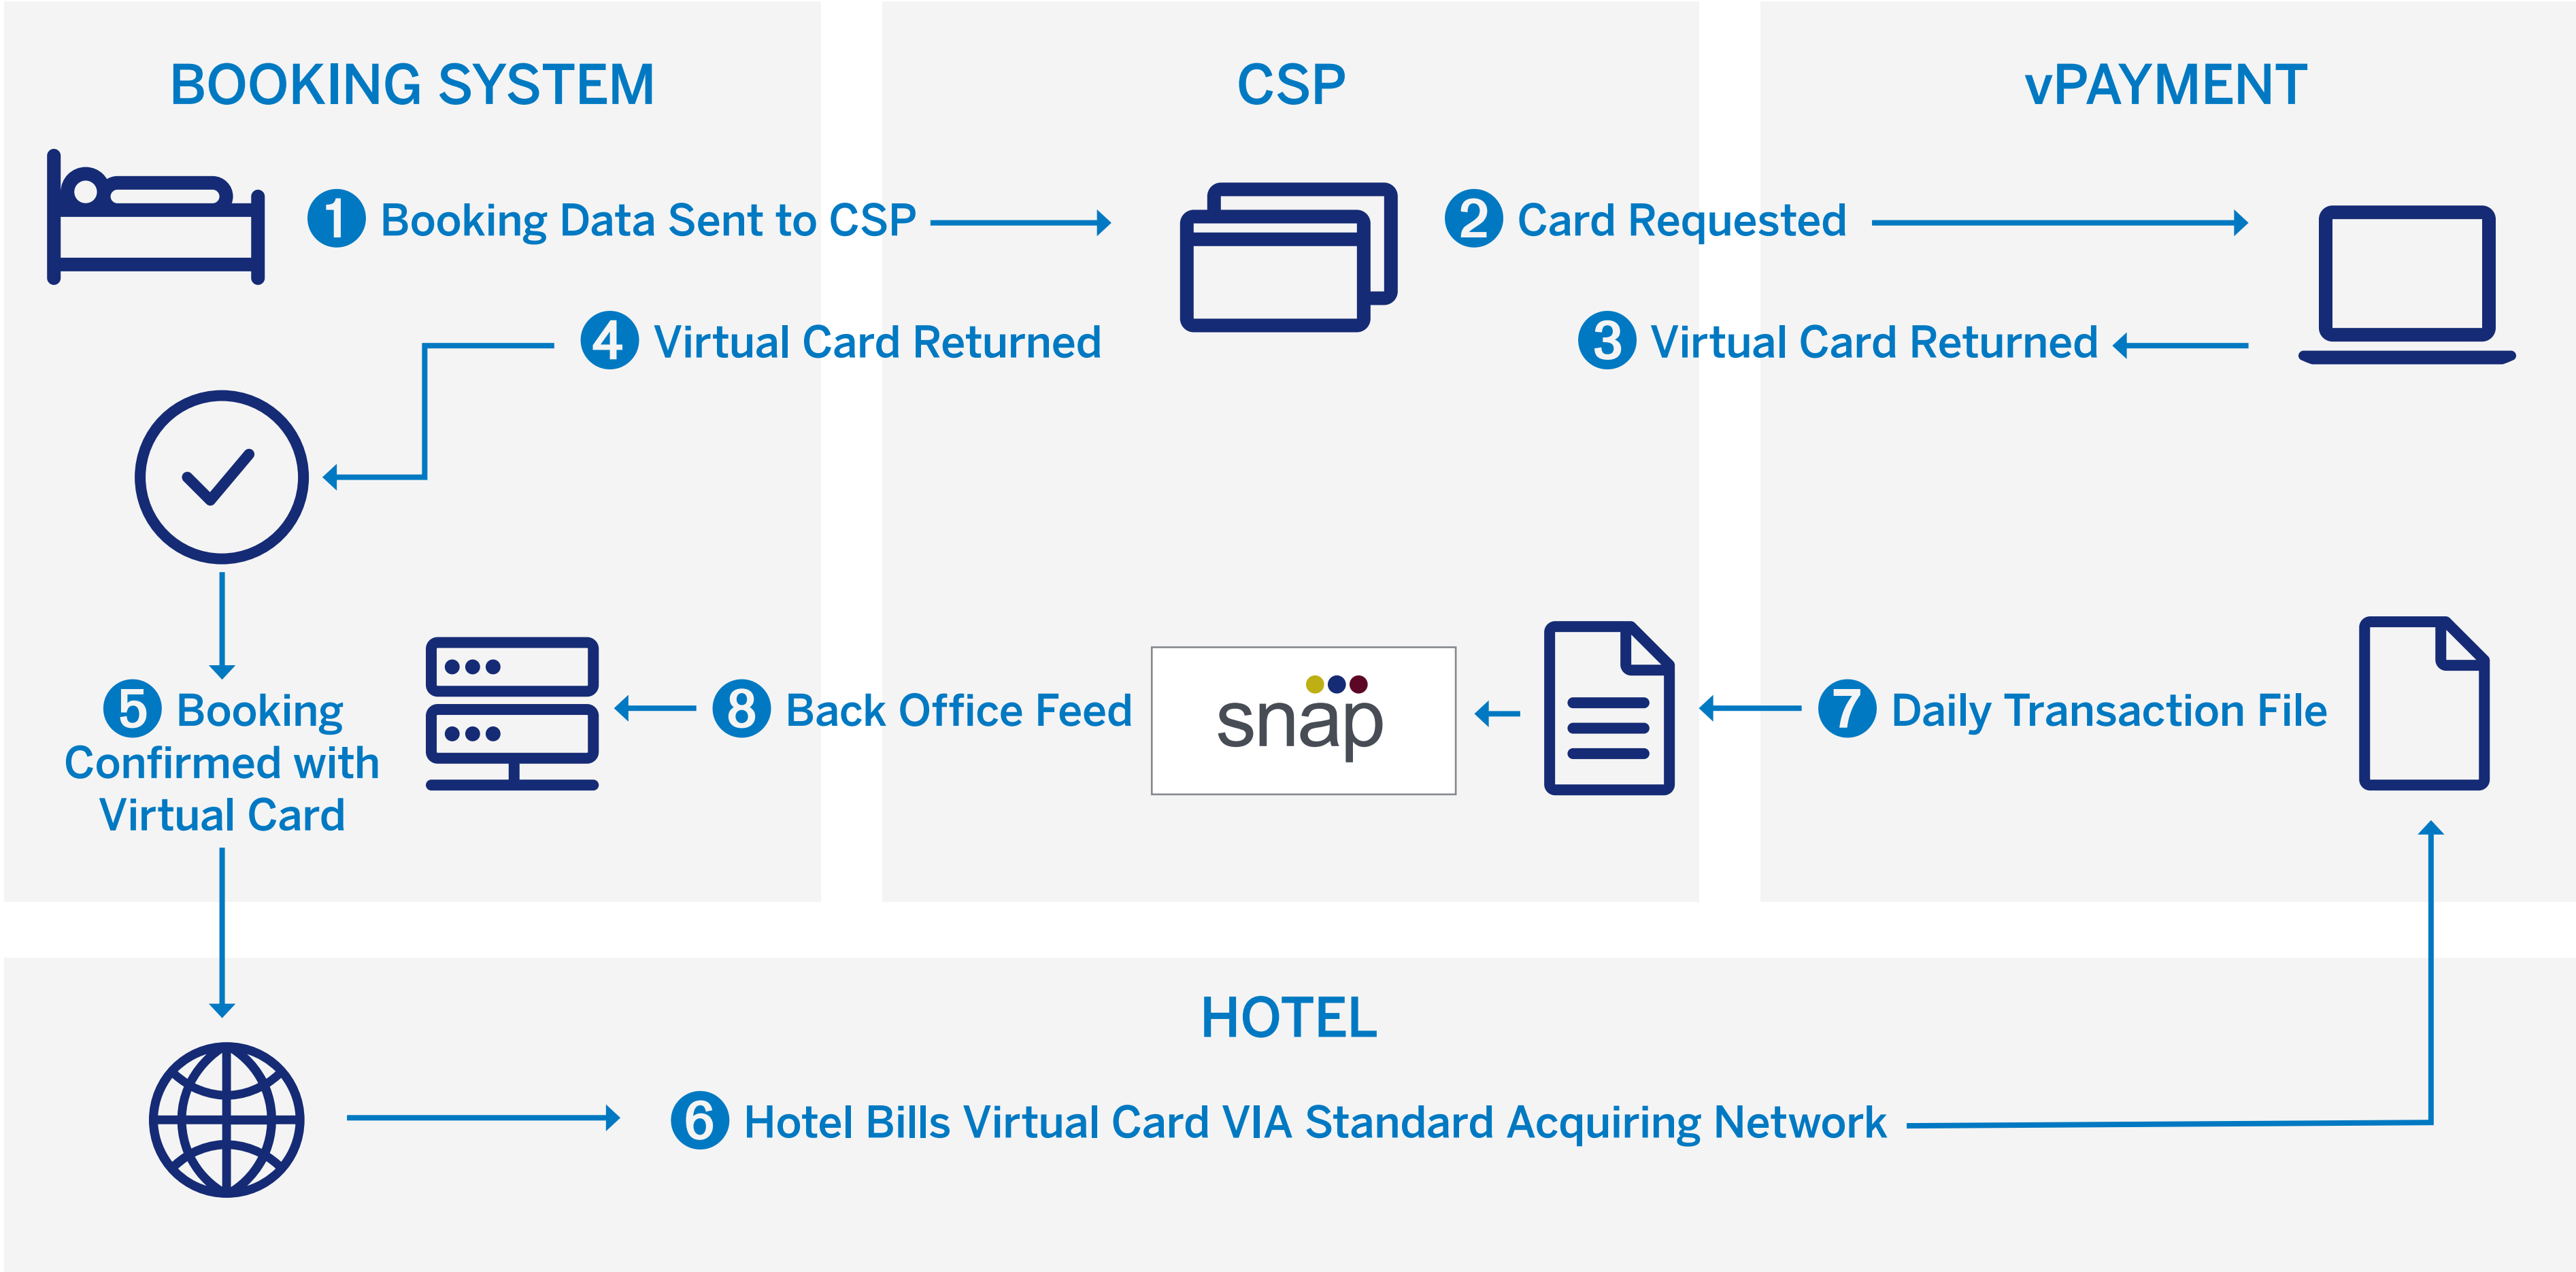 BOOKING SYSTEM
CSP
vPAYMENT
1 Booking Data Sent to CSP
2 Card Requested
4 Virtual Card Returned
3 Virtual Card Returned
5 Booking
Confirmed with
Virtual Card
8 Back Office Feed
snap
7 Daily Transaction File
HOTEL
6 Hotel Bills Virtual Card VIA Standard Acquiring Network